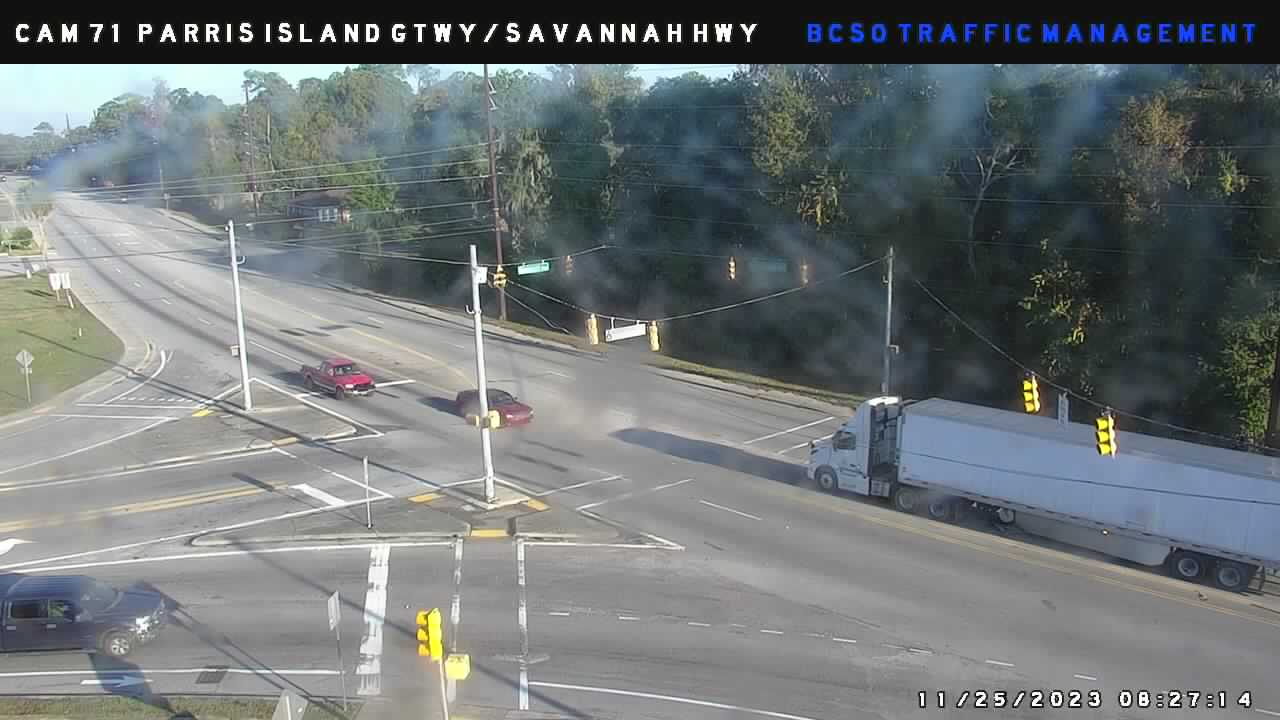 CAM 71 PARRIS ISLAND GTWY/SAVANNAH HWY
BCSO TRAFFIC MANAGEMENT
11/25/2023 08:27:14